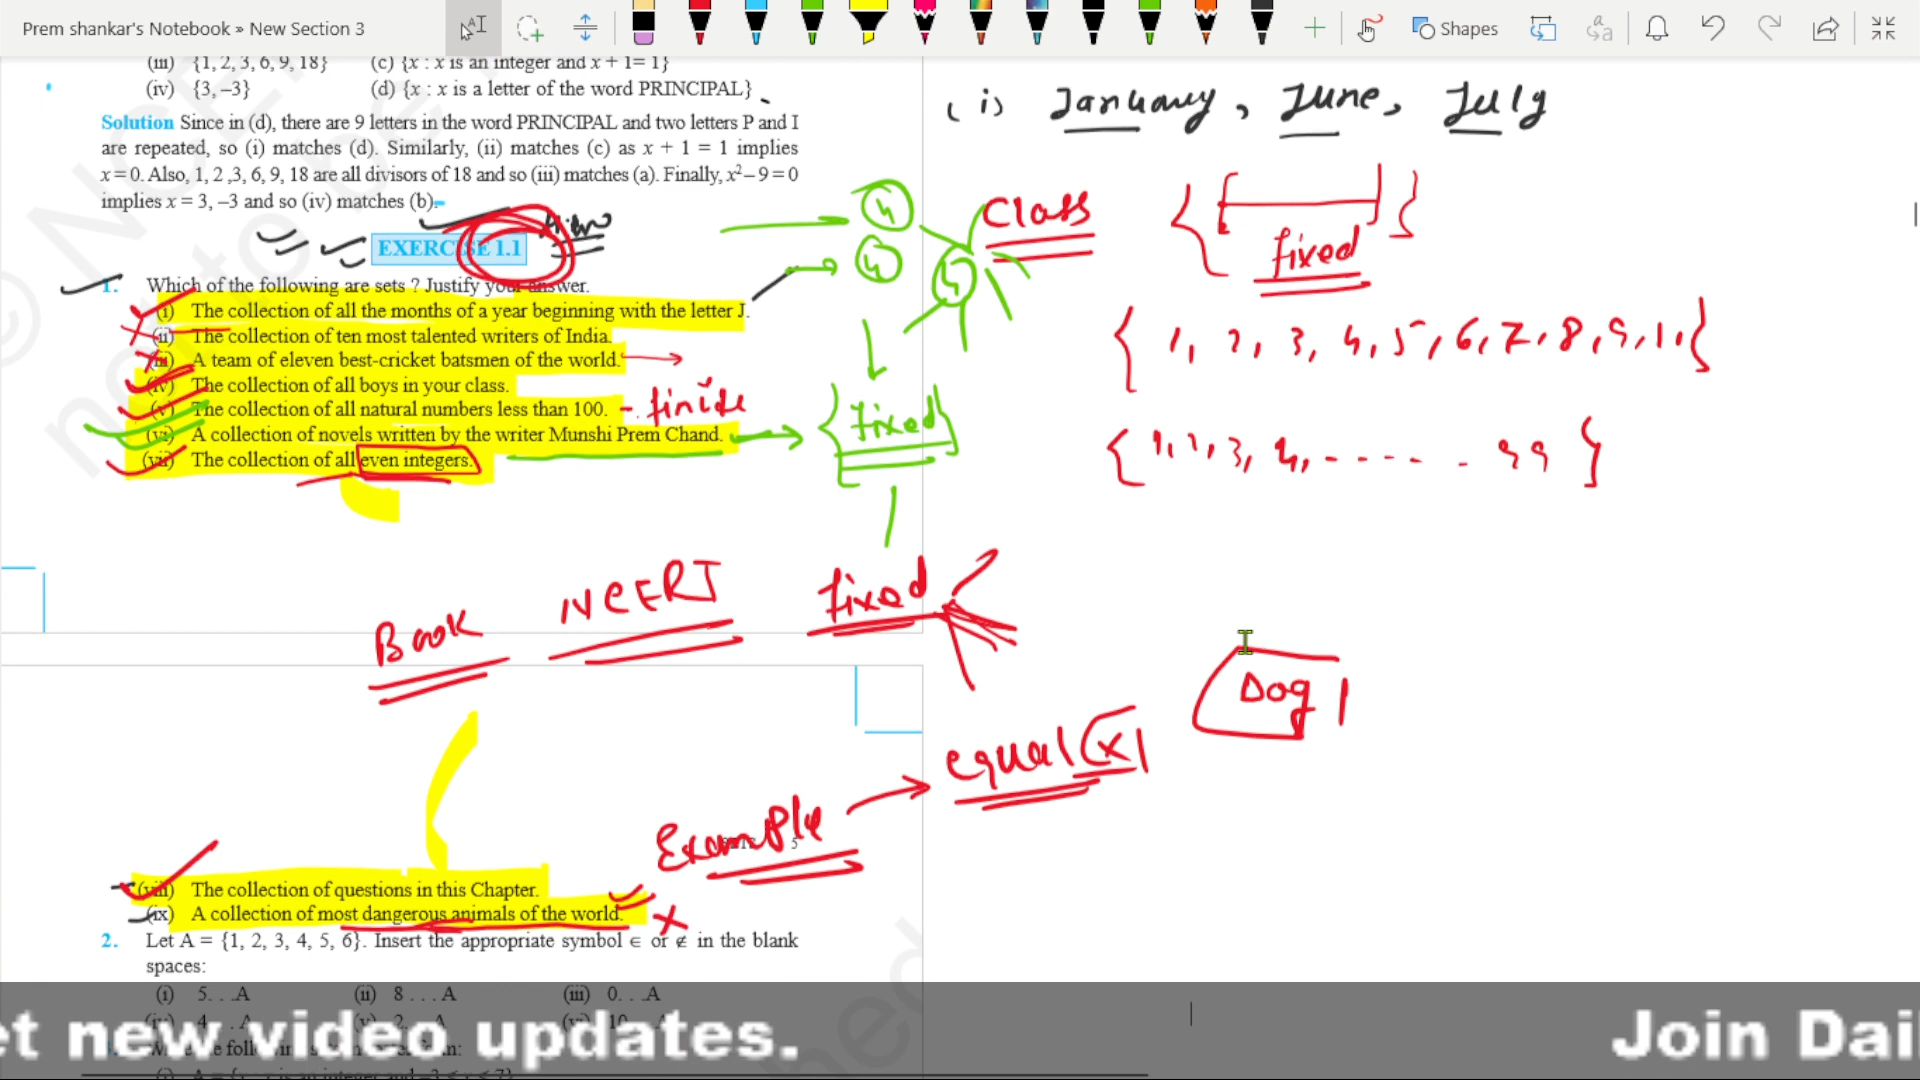 Prem shankar's Notebook » New Section 3
Shapes
(iii) {1, 2, 3, 6, 9, 18} (c) {x : x is an integer and x + 1= 1}
(iv) {3, –3} (d) {x : x is a letter of the word PRINCIPAL}
Solution Since in (d), there are 9 letters in the word PRINCIPAL and two letters P and I
are repeated, so (i) matches (d). Similarly, (ii) matches (c) as x + 1 = 1 implies
x = 0. Also, 1, 2 ,3, 6, 9, 18 are all divisors of 18 and so (iii) matches (a). Finally, x² – 9 = 0
implies x = 3, –3 and so (iv) matches (b).
EXERCISE 1.1
1. Which of the following are sets ? Justify your answer.
(i) The collection of all the months of a year beginning with the letter J.
(ii) The collection of ten most talented writers of India.
(iii) A team of eleven best-cricket batsmen of the world.
(iv) The collection of all boys in your class.
(v) The collection of all natural numbers less than 100. - finite
(vi) A collection of novels written by the writer Munshi Prem Chand.
(vii) The collection of all even integers.
(i) January, June, July
Class
{ fixed }
{ 1, 2, 3, 4, 5, 6, 7, 8, 9, 1, }
{fixed}
{ 1, 2, 3, 4, ..... . 99 }
Book NCERT fixed
Dog
equal (x)
Example
5
(viii) The collection of questions in this Chapter.
(ix) A collection of most dangerous animals of the world.
2. Let A = {1, 2, 3, 4, 5, 6}. Insert the appropriate symbol ∈ or ∉ in the blank
spaces:
(i) 5. . .A (ii) 8 . . . A (iii) 0. . .A
et new video updates. Join Dai